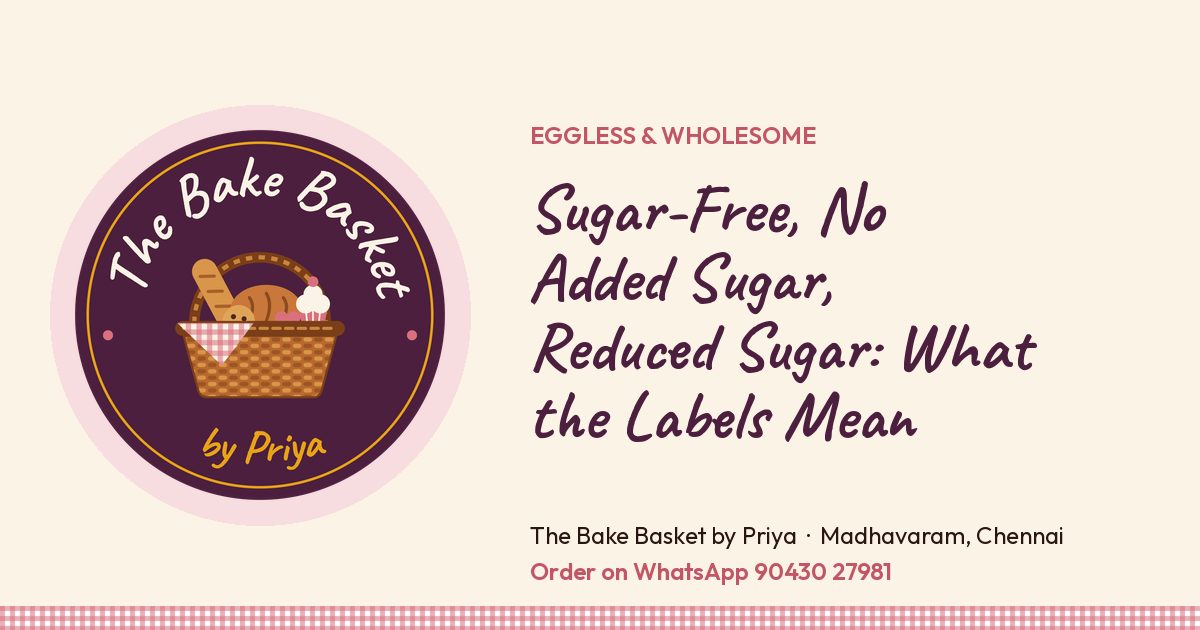 The Bake Basket
by Priya
EGGLESS & WHOLESOME
Sugar-Free, No
Added Sugar,
Reduced Sugar: What
the Labels Mean
The Bake Basket by Priya · Madhavaram, Chennai
Order on WhatsApp 90430 27981